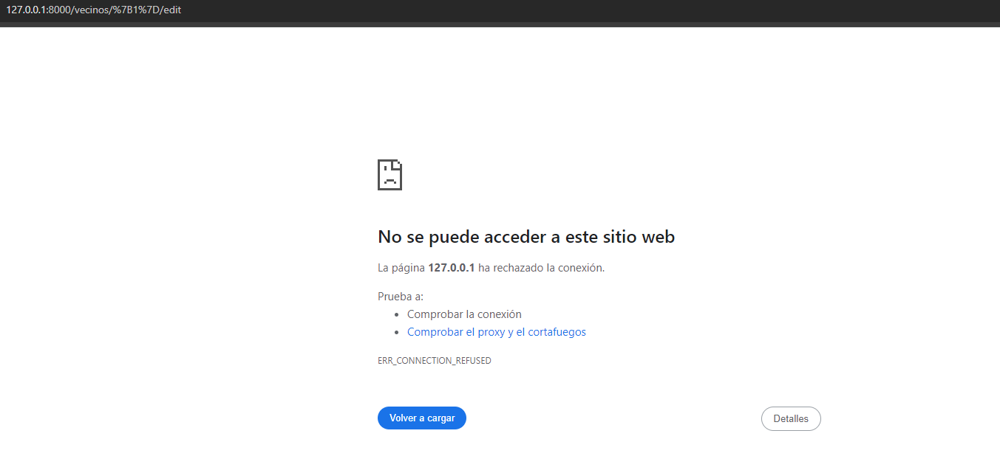 127.0.0.1:8000/vecinos/%7B1%7D/edit
No se puede acceder a este sitio web
La página 127.0.0.1 ha rechazado la conexión.
Prueba a:
• Comprobar la conexión
• Comprobar el proxy y el cortafuegos
ERR_CONNECTION_REFUSED
Volver a cargar
Detalles